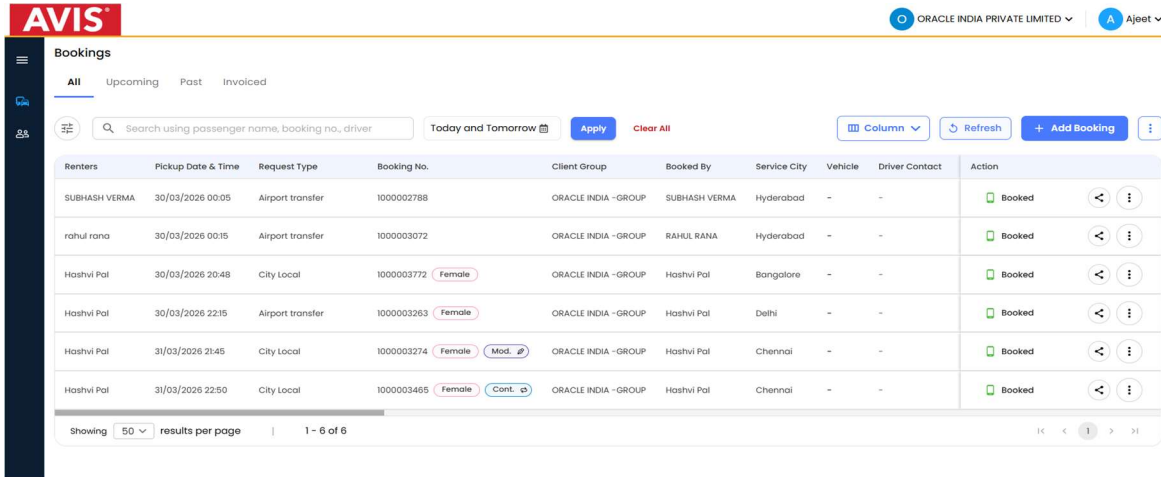 AVIS
O ORACLE INDIA PRIVATE LIMITED A Ajeet
Bookings
All Upcoming Past Invoiced
Search using passenger name, booking no., driver Today and Tomorrow Apply Clear All Column Refresh + Add Booking
Renters Pickup Date & Time Request Type Booking No. Client Group Booked By Service City Vehicle Driver Contact Action
SUBHASH VERMA 30/03/2026 00:05 Airport transfer 1000002788 ORACLE INDIA -GROUP SUBHASH VERMA Hyderabad - - Booked
rahul rana 30/03/2026 00:15 Airport transfer 1000003072 ORACLE INDIA -GROUP RAHUL RANA Hyderabad - - Booked
Hashvi Pal 30/03/2026 20:48 City Local 1000003772 Female ORACLE INDIA -GROUP Hashvi Pal Bangalore - - Booked
Hashvi Pal 30/03/2026 22:15 Airport transfer 1000003263 Female ORACLE INDIA -GROUP Hashvi Pal Delhi - - Booked
Hashvi Pal 31/03/2026 21:45 City Local 1000003274 Female Mod. ORACLE INDIA -GROUP Hashvi Pal Chennai - - Booked
Hashvi Pal 31/03/2026 22:50 City Local 1000003465 Female Cont. ORACLE INDIA -GROUP Hashvi Pal Chennai - - Booked
Showing 50 results per page | 1 - 6 of 6 1